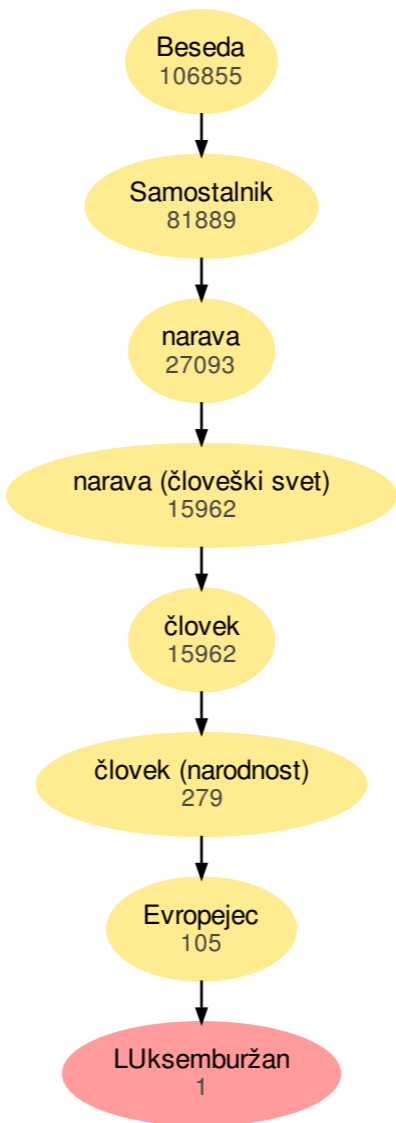 Beseda
106855
Samostalnik
81889
narava
27093
narava (človeški svet)
15962
človek
15962
človek (narodnost)
279
Evropejec
105
LUksemburžan
1